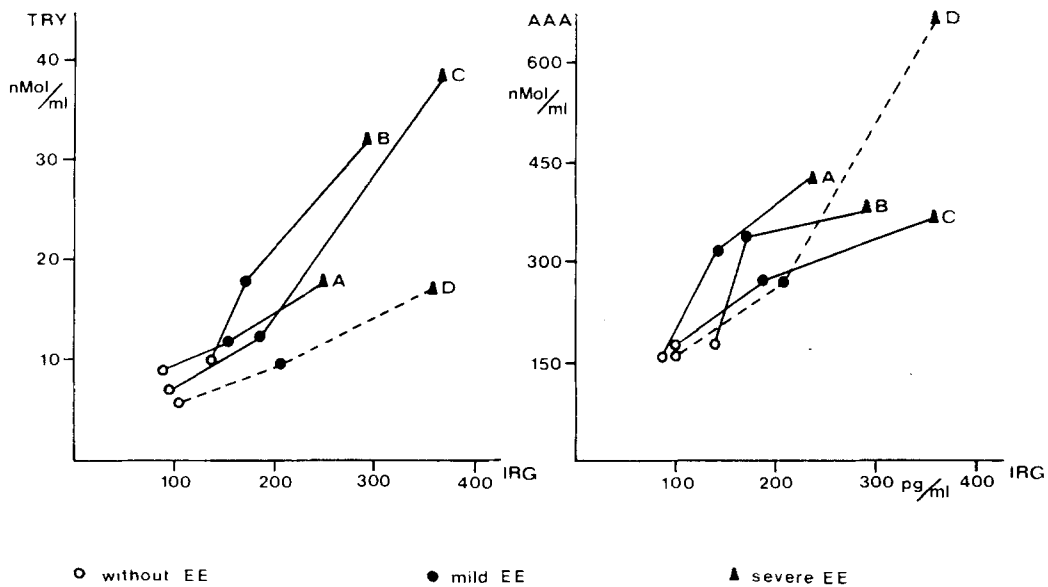 TRY
40
nMol/ml
C
B
30
20
A
D
10
100 200 300 400 IRG
AAA
D
600
nMol/ml
450
A
B
C
300
150
100 200 300 pg/ml 400 IRG
without EE mild EE severe EE